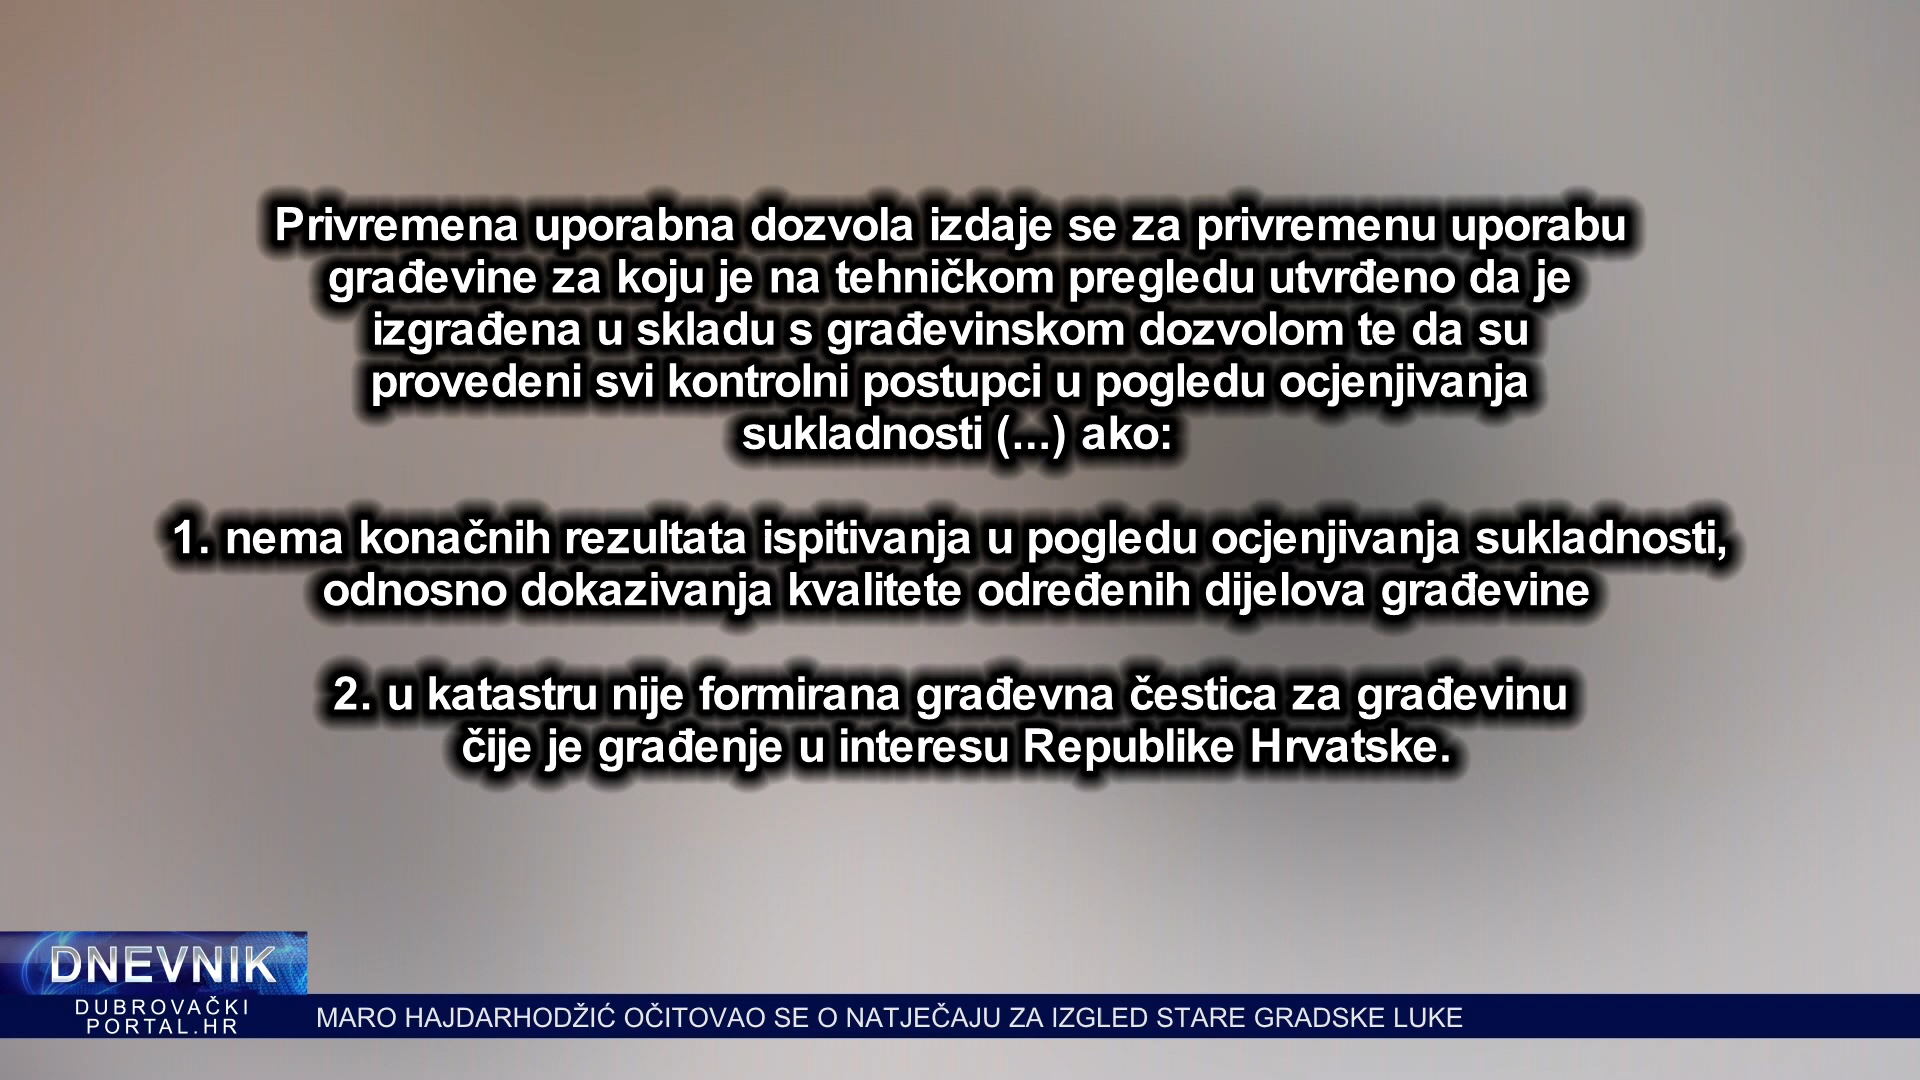 Privremena uporabna dozvola izdaje se za privremenu uporabu
građevine za koju je na tehničkom pregledu utvrđeno da je
izgrađena u skladu s građevinskom dozvolom te da su
provedeni svi kontrolni postupci u pogledu ocjenjivanja
sukladnosti (...) ako:
1. nema konačnih rezultata ispitivanja u pogledu ocjenjivanja sukladnosti,
odnosno dokazivanja kvalitete određenih dijelova građevine
2. u katastru nije formirana građevna čestica za građevinu
čije je građenje u interesu Republike Hrvatske.
DNEVNIK
DUBROVAČKI
PORTAL.HR
MARO HAJDARHODŽIĆ OČITOVAO SE O NATJEČAJU ZA IZGLED STARE GRADSKE LUKE